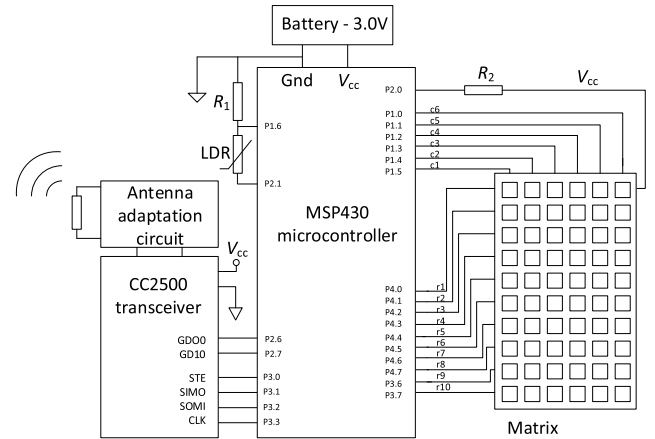 Battery - 3.0V
Gnd
Vcc
P2.0
R2
Vcc
R1
P1.6
LDR
P2.1
P1.0
c6
P1.1
c5
P1.2
c4
P1.3
c3
P1.4
c2
P1.5
c1
Antenna
adaptation
circuit
MSP430
microcontroller
Vcc
CC2500
transceiver
P4.0
r1
P4.1
r2
P4.2
r3
P4.3
r4
P4.4
r5
P4.5
r6
P4.6
r7
P4.7
r8
P3.6
r9
P3.7
r10
GDO0
P2.6
GD10
P2.7
STE
P3.0
SIMO
P3.1
SOMI
P3.2
CLK
P3.3
Matrix